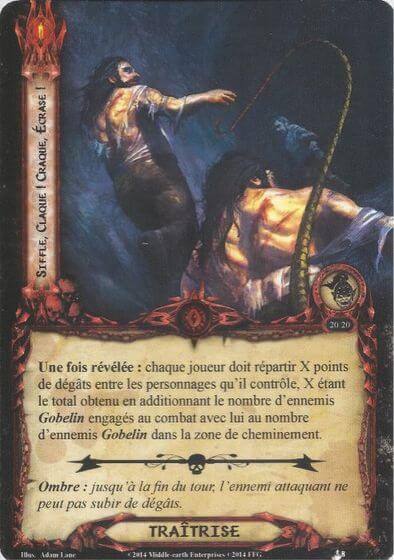 Siffle, Claque ! Craque, Écrase !
20/20
Une fois révélée : chaque joueur doit répartir X points
de dégâts entre les personnages qu'il contrôle, X étant
le total obtenu en additionnant le nombre d'ennemis
Gobelin engagés au combat avec lui au nombre
d'ennemis Gobelin dans la zone de cheminement.
Ombre : jusqu'à la fin du tour, l'ennemi attaquant ne
peut pas subir de dégâts.
TRAÎTRISE
Illus. Adam Lane
©2014 Middle-earth Enterprises ©2014 FFG